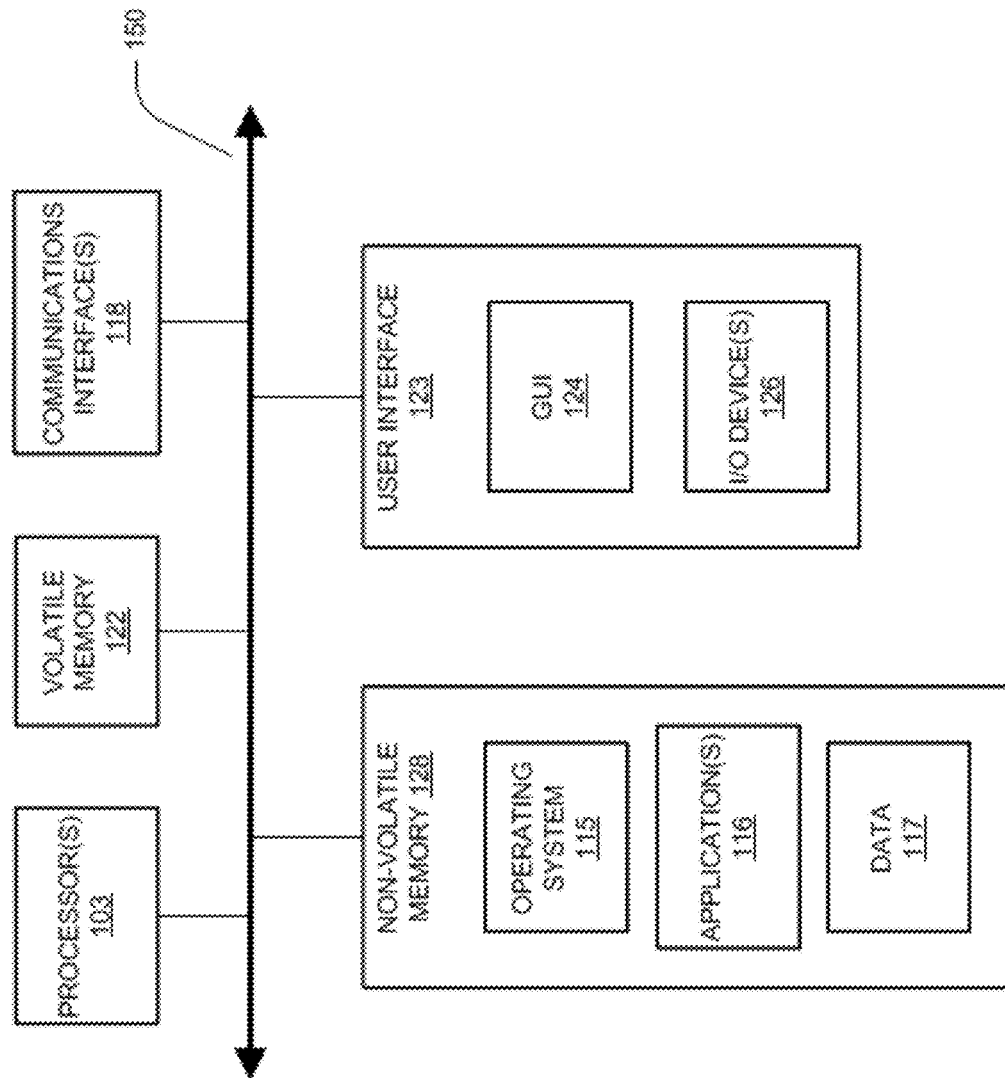 PROCESSOR(S)
103
VOLATILE
MEMORY
122
COMMUNICATIONS
INTERFACE(S)
118
150
NON-VOLATILE
MEMORY 128
OPERATING
SYSTEM
115
APPLICATION(S)
116
DATA
117
USER INTERFACE
123
GUI
124
I/O DEVICE(S)
126